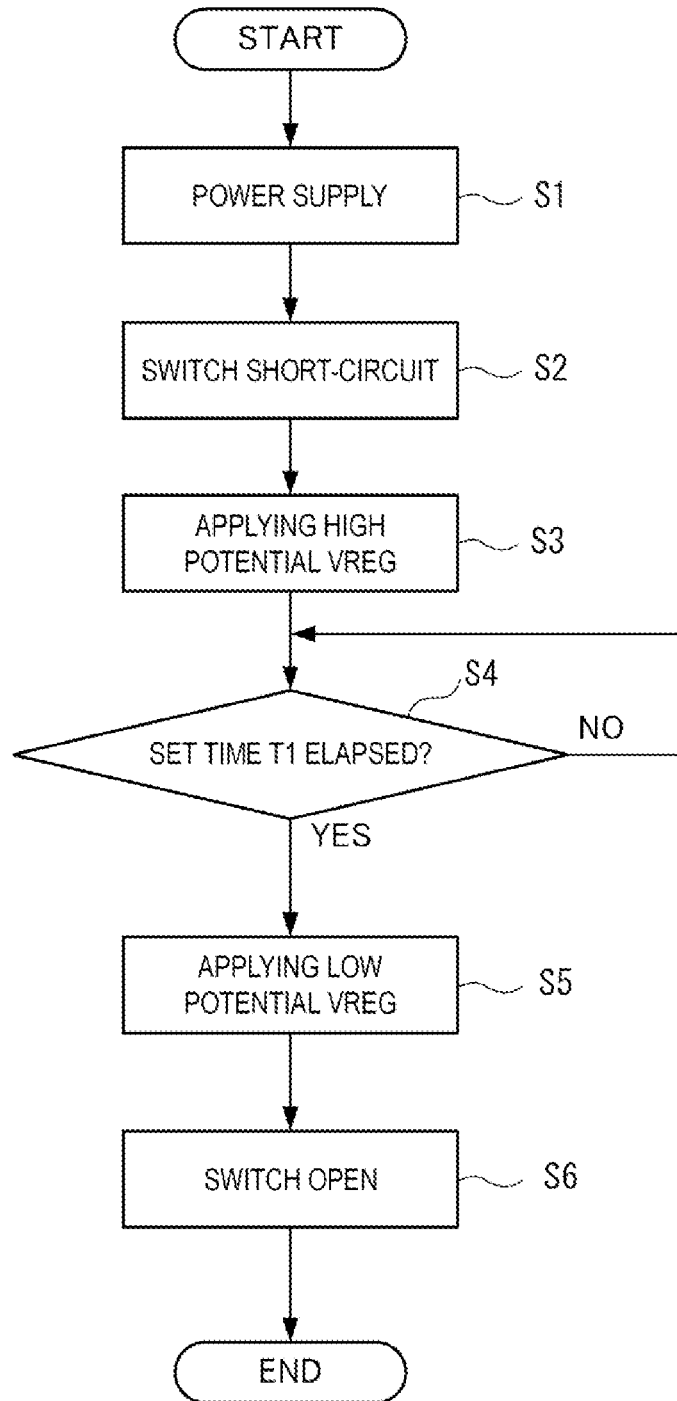 START
POWER SUPPLY
S1
SWITCH SHORT-CIRCUIT
S2
APPLYING HIGH
POTENTIAL VREG
S3
S4
SET TIME T1 ELAPSED?
NO
YES
APPLYING LOW
POTENTIAL VREG
S5
SWITCH OPEN
S6
END